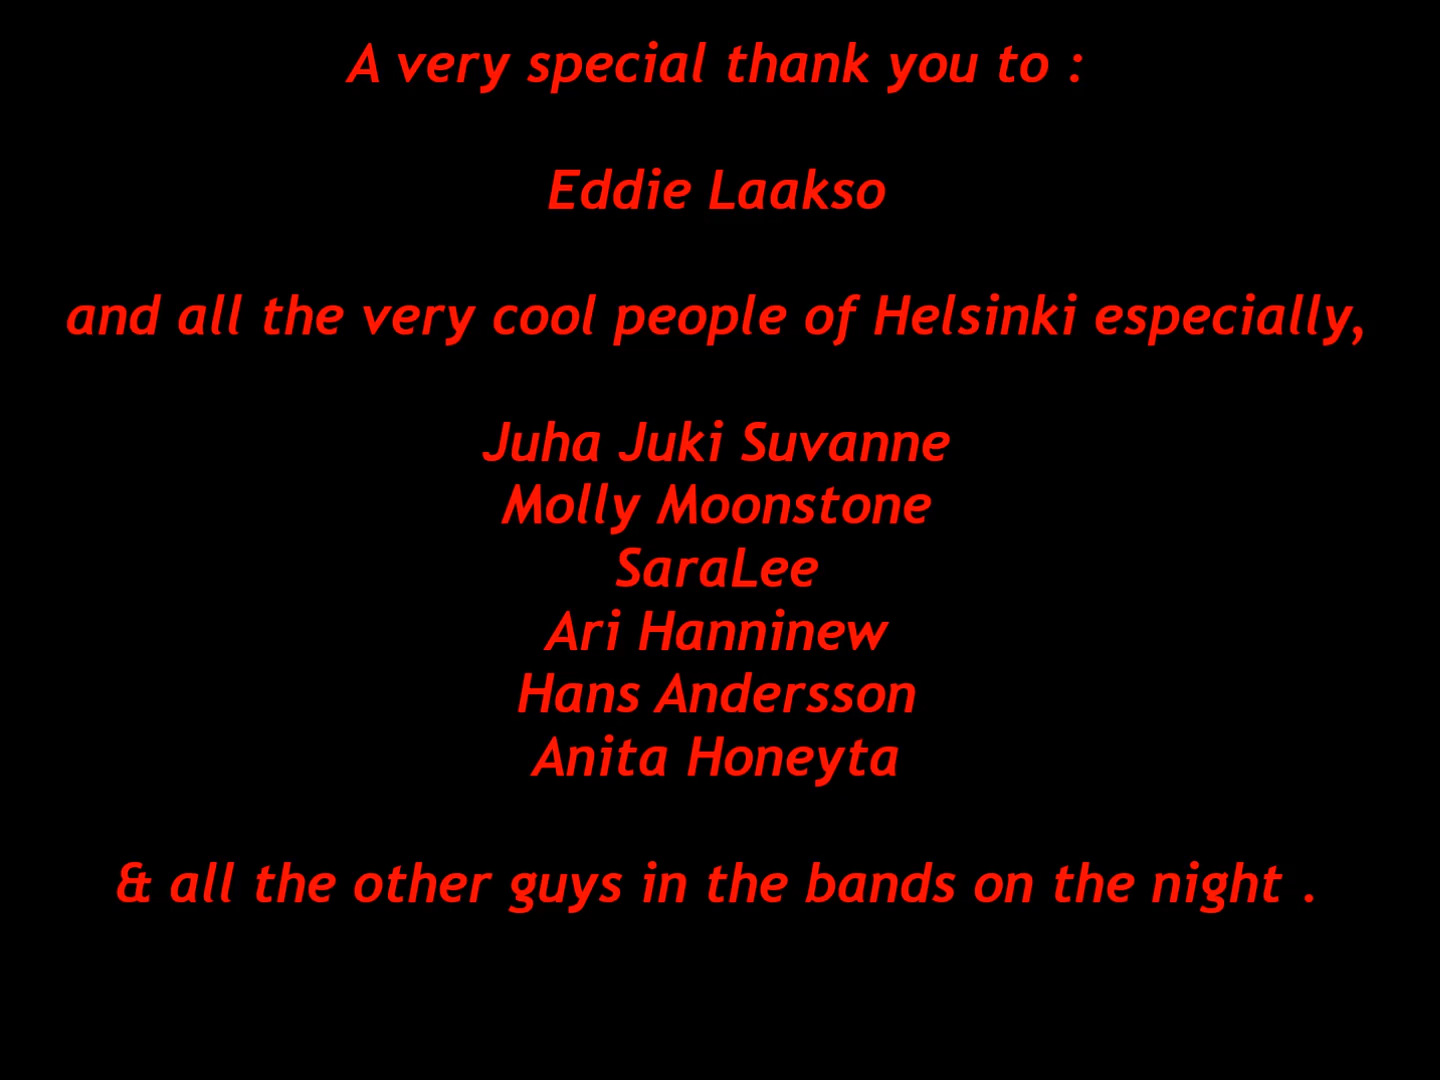 A very special thank you to :
Eddie Laakso
and all the very cool people of Helsinki especially,
Juha Juki Suvanne
Molly Moonstone
SaraLee
Ari Hanninew
Hans Andersson
Anita Honeyta
& all the other guys in the bands on the night .